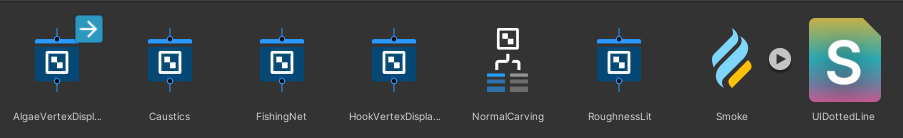 S
AlgaeVertexDispl...
Caustics
FishingNet
HookVertexDispla...
NormalCarving
RoughnessLit
Smoke
UIDottedLine